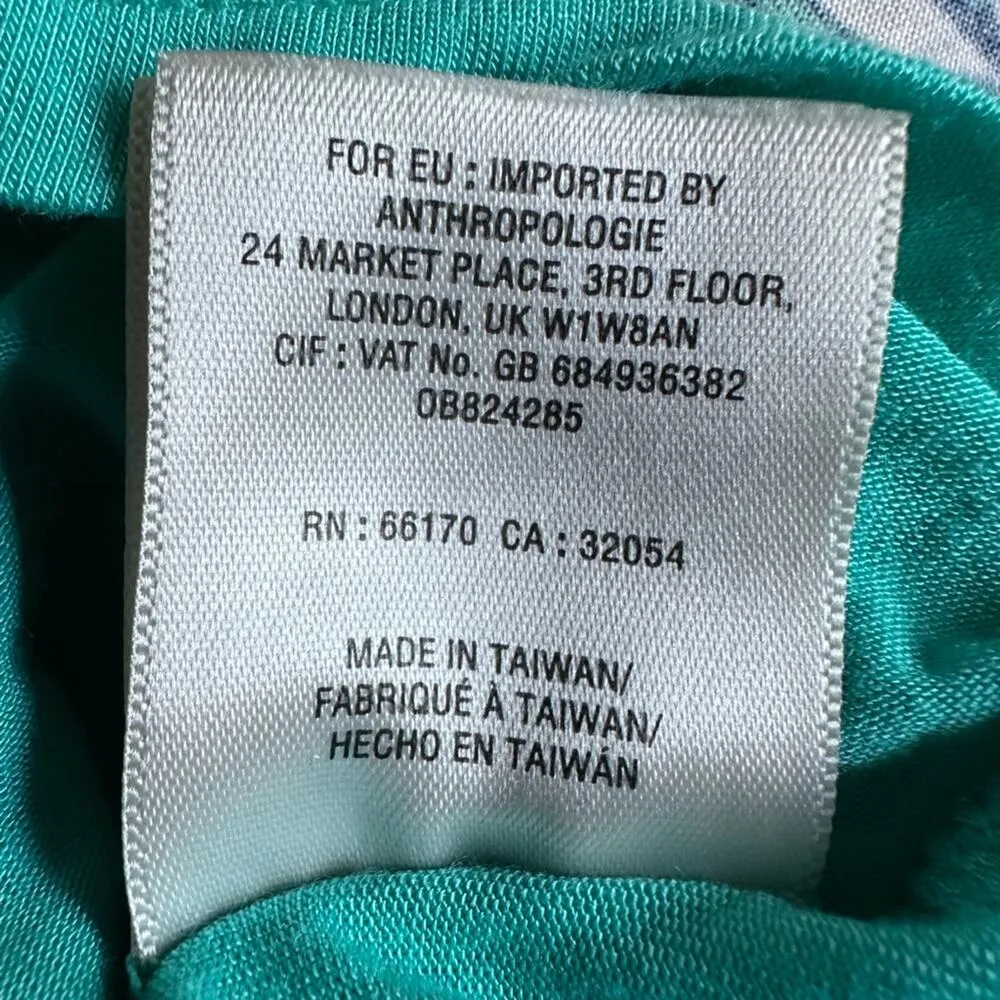 FOR EU : IMPORTED BY
ANTHROPOLOGIE
24 MARKET PLACE, 3RD FLOOR,
LONDON, UK W1W8AN
CIF : VAT No. GB 684936382
0B824285
RN : 66170 CA : 32054
MADE IN TAIWAN/
FABRIQUÉ À TAIWAN/
HECHO EN TAIWÁN